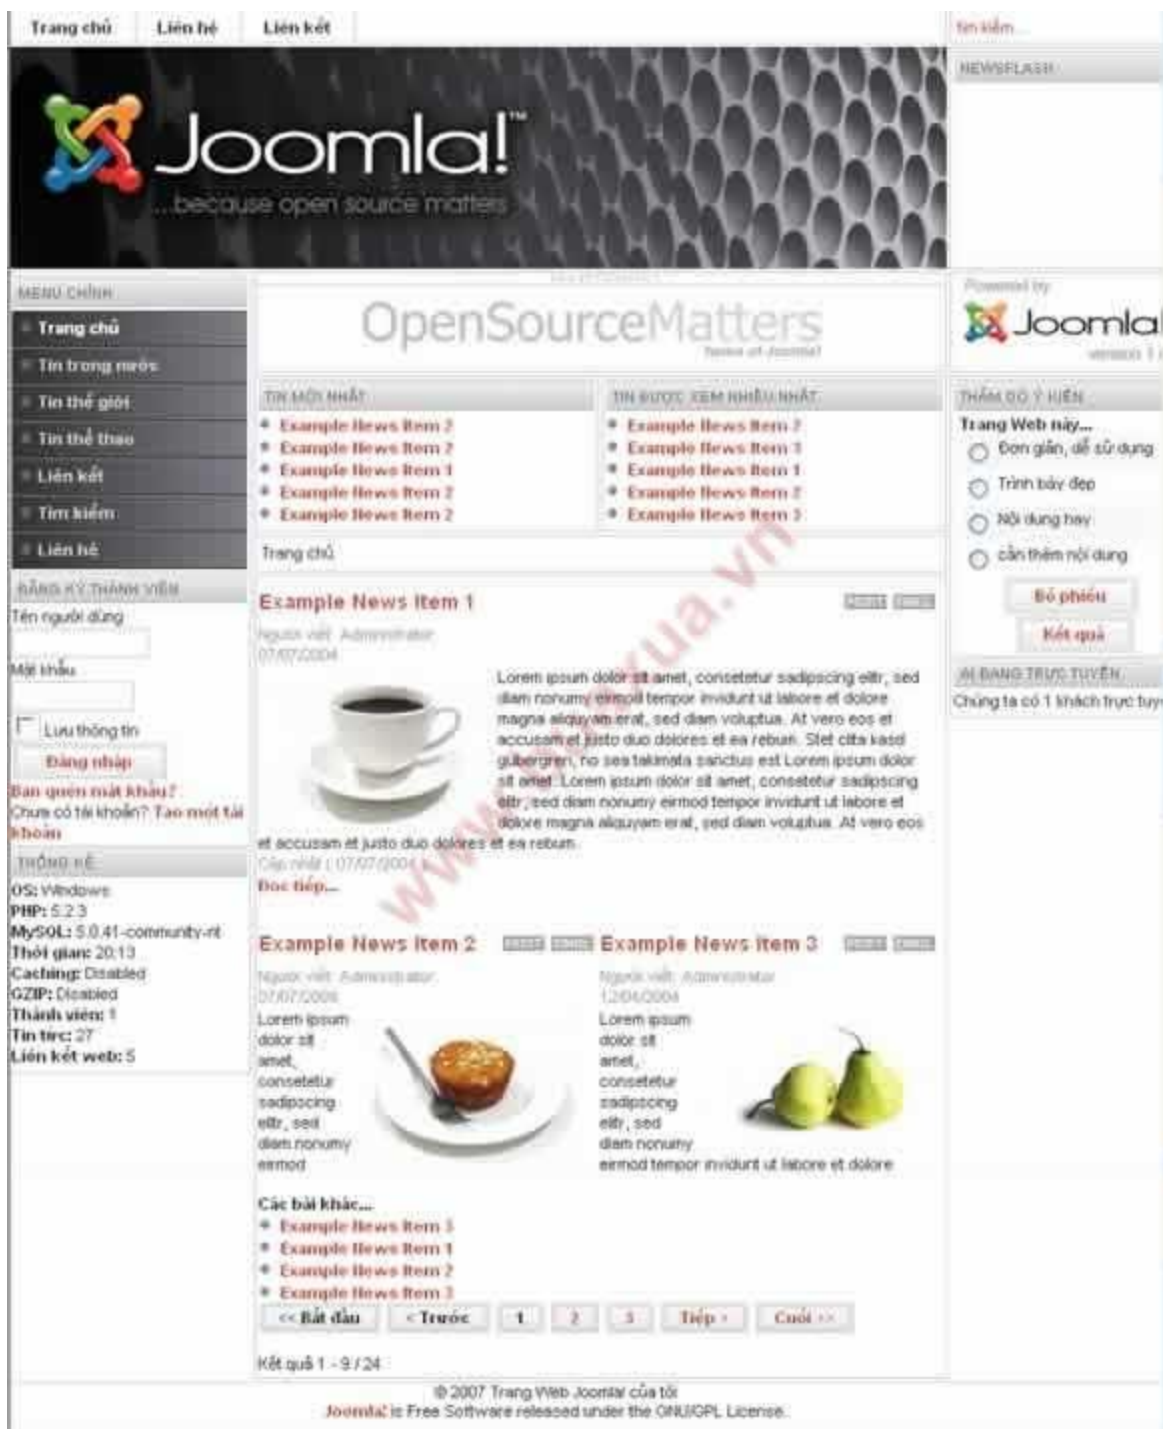 Trang chủ
Liên hệ
Liên kết
Tìm kiếm...
NEWSFLASH
Joomla!™
...because open source matters
MENU CHÍNH
Trang chủ
Tin trong nước
Tin thế giới
Tin thể thao
Liên kết
Tìm kiếm
Liên hệ
ĐĂNG KÝ THÀNH VIÊN
Tên người dùng
Mật khẩu
Lưu thông tin
Đăng nhập
Bạn quên mật khẩu?
Chưa có tài khoản? Tạo một tài
khoản
THỐNG KÊ
OS: Windows
PHP: 5.2.3
MySQL: 5.0.41-community-nt
Thời gian: 20:13
Caching: Disabled
GZIP: Disabled
Thành viên: 1
Tin tức: 27
Liên kết web: 5
OpenSourceMatters
home of Joomla!
TIN MỚI NHẤT
Example News Item 2
Example News Item 2
Example News Item 1
Example News Item 2
Example News Item 2
TIN ĐƯỢC XEM NHIỀU NHẤT
Example News Item 2
Example News Item 3
Example News Item 1
Example News Item 2
Example News Item 3
Trang chủ
Example News Item 1
Người viết: Administrator
07/07/2004
Lorem ipsum dolor sit amet, consetetur sadipscing elitr, sed
diam nonumy eirmod tempor invidunt ut labore et dolore
magna aliquyam erat, sed diam voluptua. At vero eos et
accusam et justo duo dolores et ea rebum. Stet clita kasd
gubergren, no sea takimata sanctus est Lorem ipsum dolor
sit amet. Lorem ipsum dolor sit amet, consetetur sadipscing
elitr, sed diam nonumy eirmod tempor invidunt ut labore et
dolore magna aliquyam erat, sed diam voluptua. At vero eos
et accusam et justo duo dolores et ea rebum.
Cập nhật ( 07/07/2004 )
Đọc tiếp...
Example News Item 2
Người viết: Administrator
07/07/2004
Lorem ipsum
dolor sit
amet,
consetetur
sadipscing
elitr, sed
diam nonumy
eirmod
Example News Item 3
Người viết: Administrator
12/04/2004
Lorem ipsum
dolor sit
amet,
consetetur
sadipscing
elitr, sed
diam nonumy
eirmod tempor invidunt ut labore et dolore
Các bài khác...
Example News Item 3
Example News Item 1
Example News Item 2
Example News Item 3
<< Bắt đầu < Trước 1 2 3 Tiếp > Cuối >>
Kết quả 1 - 9 / 24
Powered by
Joomla
version 1
THĂM DÒ Ý KIẾN
Trang Web này...
Đơn giản, dễ sử dụng
Trình bày đẹp
Nội dung hay
cần thêm nội dung
Bỏ phiếu
Kết quả
AI ĐANG TRỰC TUYẾN
Chúng ta có 1 khách trực tuy
© 2007 Trang Web Joomla! của tôi
Joomla! is Free Software released under the GNU/GPL License.